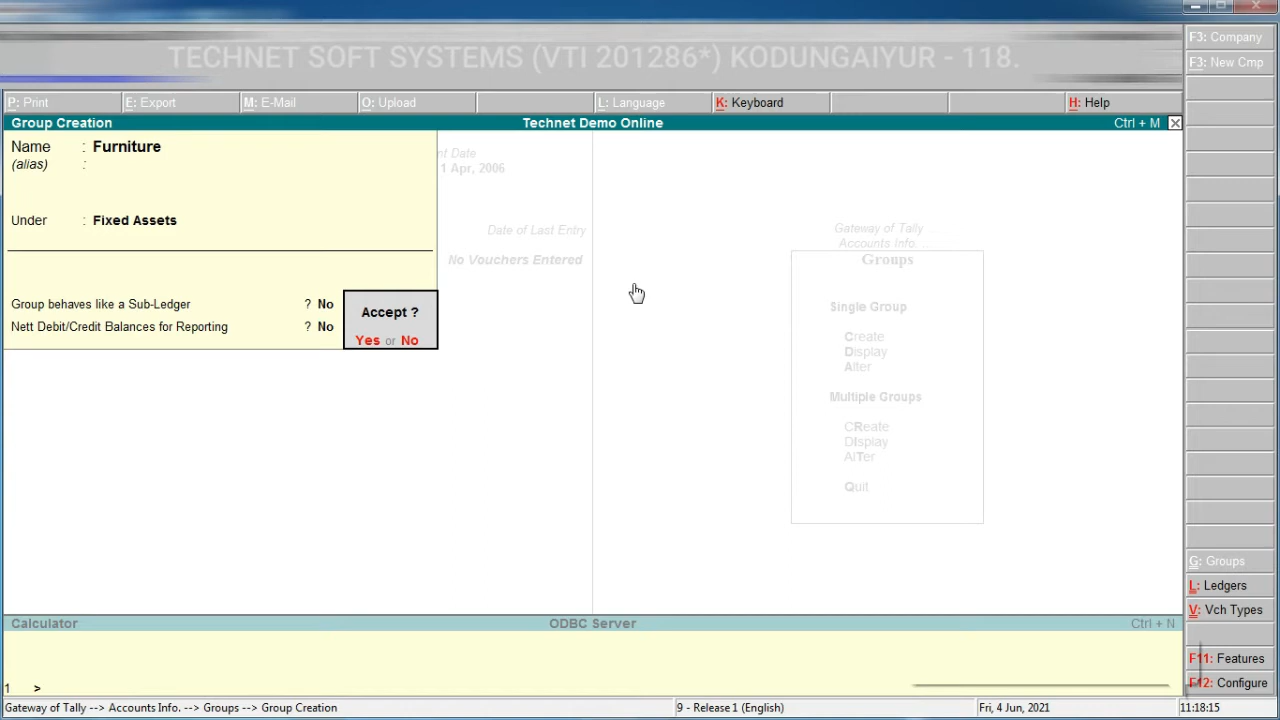 TECHNET SOFT SYSTEMS (VTI 201286*) KODUNGAIYUR - 118.
F3: Company
F3: New Cmp
P: Print E: Export M: E-Mail O: Upload L: Language K: Keyboard H: Help
Group Creation Technet Demo Online Ctrl + M
Name : Furniture
(alias) :
Under : Fixed Assets
nt Date
1 Apr, 2006
Date of Last Entry
No Vouchers Entered
Gateway of Tally ...
Accounts Info. ...
Groups
Single Group
Create
Display
Alter
Multiple Groups
CReate
DIsplay
AlTer
Quit
Group behaves like a Sub-Ledger ? No
Nett Debit/Credit Balances for Reporting ? No
Accept ?
Yes or No
G: Groups
L: Ledgers
V: Vch Types
F11: Features
F12: Configure
Calculator ODBC Server Ctrl + N
1 >
Gateway of Tally --> Accounts Info. --> Groups --> Group Creation 9 - Release 1 (English) Fri, 4 Jun, 2021 11:18:15